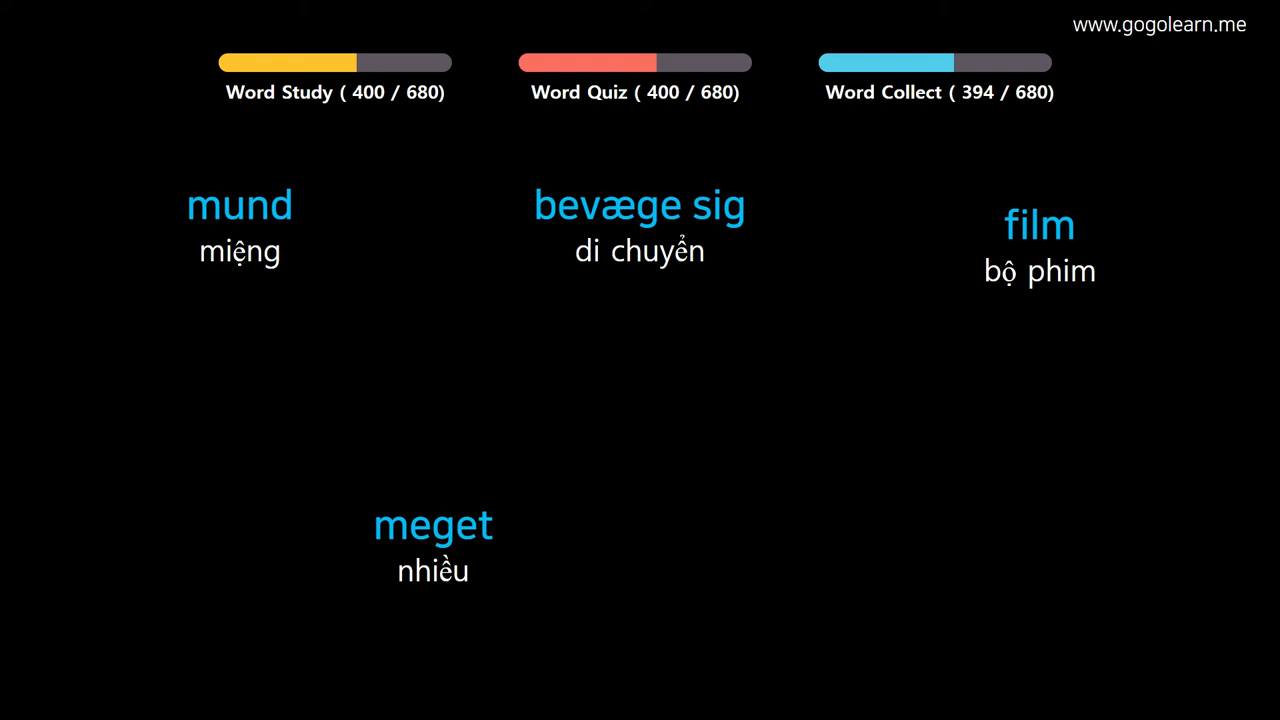 www.gogolearn.me
Word Study ( 400 / 680)
Word Quiz ( 400 / 680)
Word Collect ( 394 / 680)
mund
miệng
bevæge sig
di chuyển
film
bộ phim
meget
nhiều